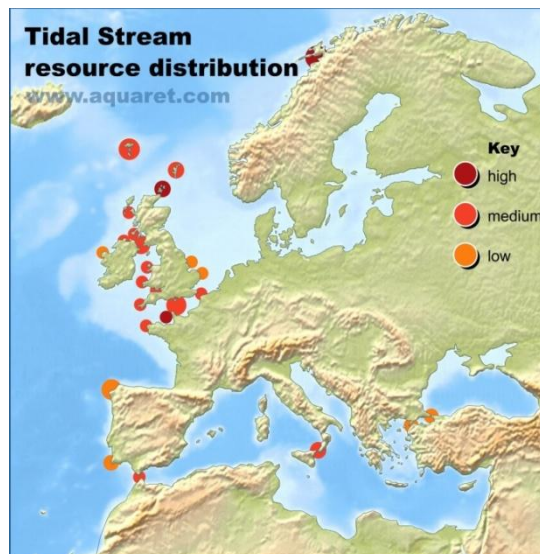 Tidal Stream
resource distribution
www.aquaret.com
Key
high
medium
low